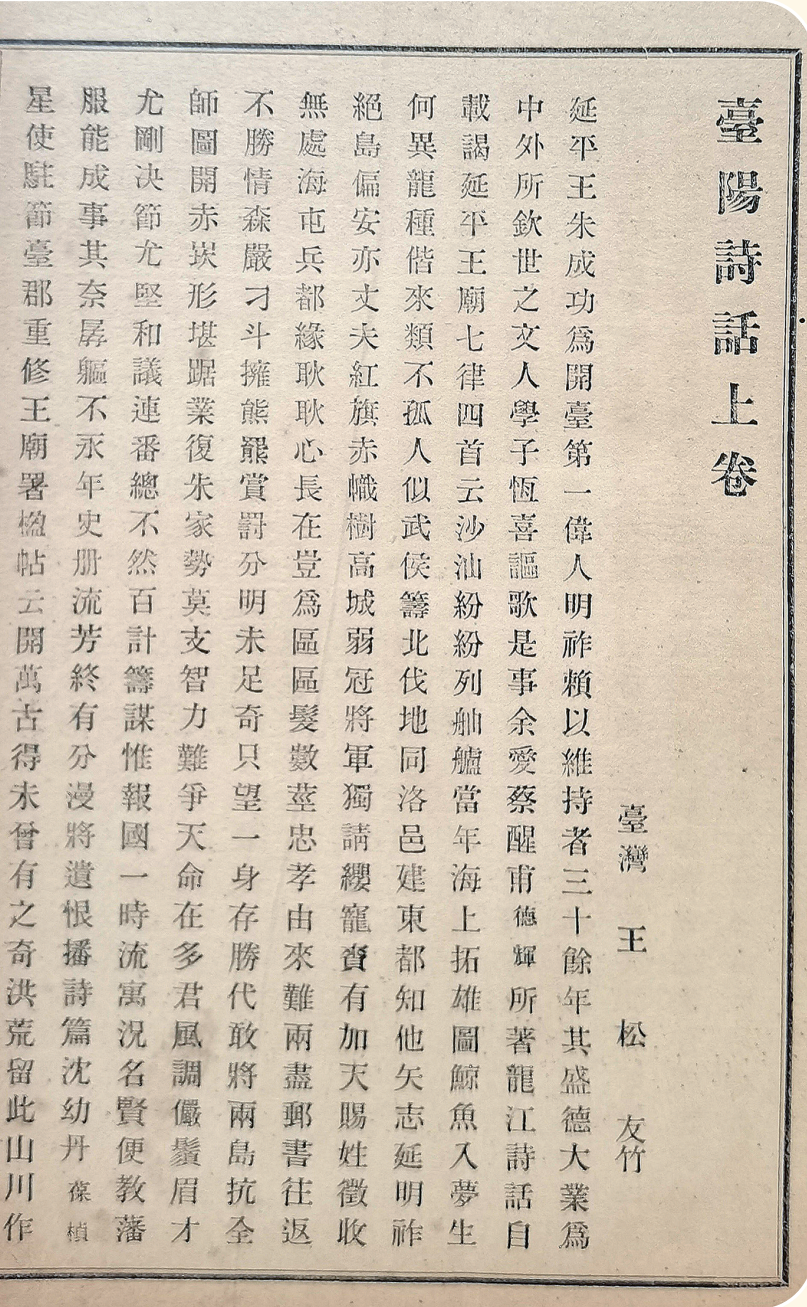 臺陽詩話上卷
臺灣 王 松 友竹
延平王朱成功爲開臺第一偉人明祚賴以維持者三十餘年其盛德大業爲
中外所欽世之文人學子恆喜謳歌是事余愛蔡醒甫德輝所著龍江詩話自
載謁延平王廟七律四首云沙汕紛紛列舳艫當年海上拓雄圖鯨魚入夢生
何異龍種偕來類不孤人似武侯籌北伐地同洛邑建東都知他矢志延明祚
絕島偏安亦丈夫紅旗赤幟樹高城弱冠將軍獨請纓寵賚有加天賜姓徵收
無處海屯兵都緣耿耿心長在豈爲區區髮數莖忠孝由來難兩盡郵書往返
不勝情森嚴刁斗擁熊羆賞罸分明未足奇只望一身存勝代敢將兩島抗全
師圖開赤崁形堪踞業復朱家勢莫支智力難爭天命在多君風調儼鬚眉才
尤剛決節尤堅和議連番總不然百計籌謀惟報國一時流寓況名賢便教藩
服能成事其奈孱軀不永年史册流芳終有分漫將遺恨播詩篇沈幼丹葆楨
星使駐節臺郡重修王廟署楹帖云開萬古得未曾有之奇洪荒留此山川作